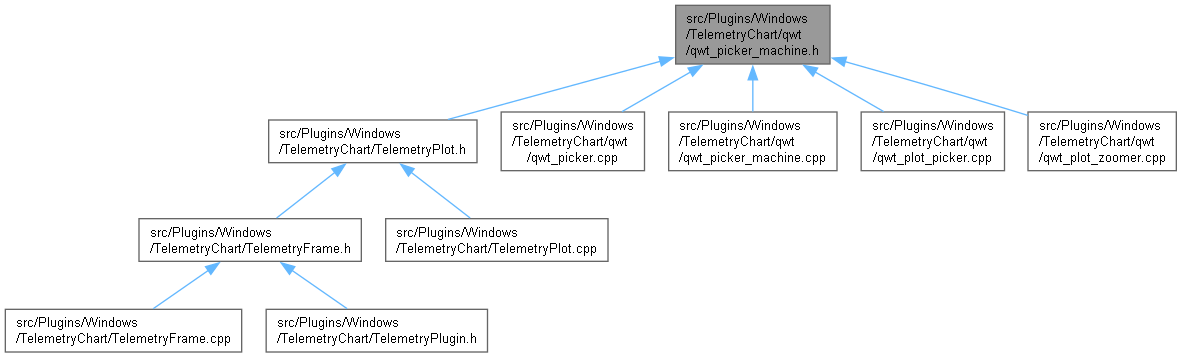 src/Plugins/Windows
/TelemetryChart/qwt
/qwt_picker_machine.h
src/Plugins/Windows
/TelemetryChart/TelemetryPlot.h
src/Plugins/Windows
/TelemetryChart/qwt
/qwt_picker.cpp
src/Plugins/Windows
/TelemetryChart/qwt
/qwt_picker_machine.cpp
src/Plugins/Windows
/TelemetryChart/qwt
/qwt_plot_picker.cpp
src/Plugins/Windows
/TelemetryChart/qwt
/qwt_plot_zoomer.cpp
src/Plugins/Windows
/TelemetryChart/TelemetryFrame.h
src/Plugins/Windows
/TelemetryChart/TelemetryPlot.cpp
src/Plugins/Windows
/TelemetryChart/TelemetryFrame.cpp
src/Plugins/Windows
/TelemetryChart/TelemetryPlugin.h